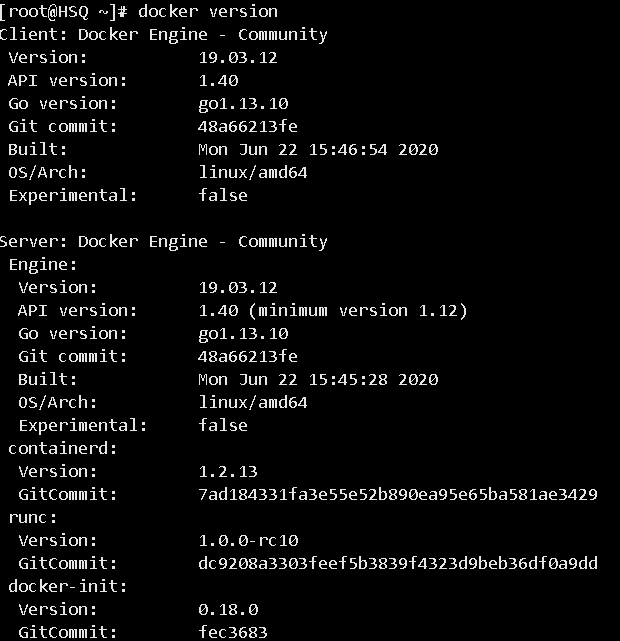 [root@HSQ ~]# docker version
Client: Docker Engine - Community
 Version:           19.03.12
 API version:       1.40
 Go version:        go1.13.10
 Git commit:        48a66213fe
 Built:             Mon Jun 22 15:46:54 2020
 OS/Arch:           linux/amd64
 Experimental:      false

Server: Docker Engine - Community
 Engine:
  Version:          19.03.12
  API version:      1.40 (minimum version 1.12)
  Go version:       go1.13.10
  Git commit:       48a66213fe
  Built:            Mon Jun 22 15:45:28 2020
  OS/Arch:          linux/amd64
  Experimental:     false
 containerd:
  Version:          1.2.13
  GitCommit:        7ad184331fa3e55e52b890ea95e65ba581ae3429
 runc:
  Version:          1.0.0-rc10
  GitCommit:        dc9208a3303feef5b3839f4323d9beb36df0a9dd
 docker-init:
  Version:          0.18.0
  GitCommit:        fec3683